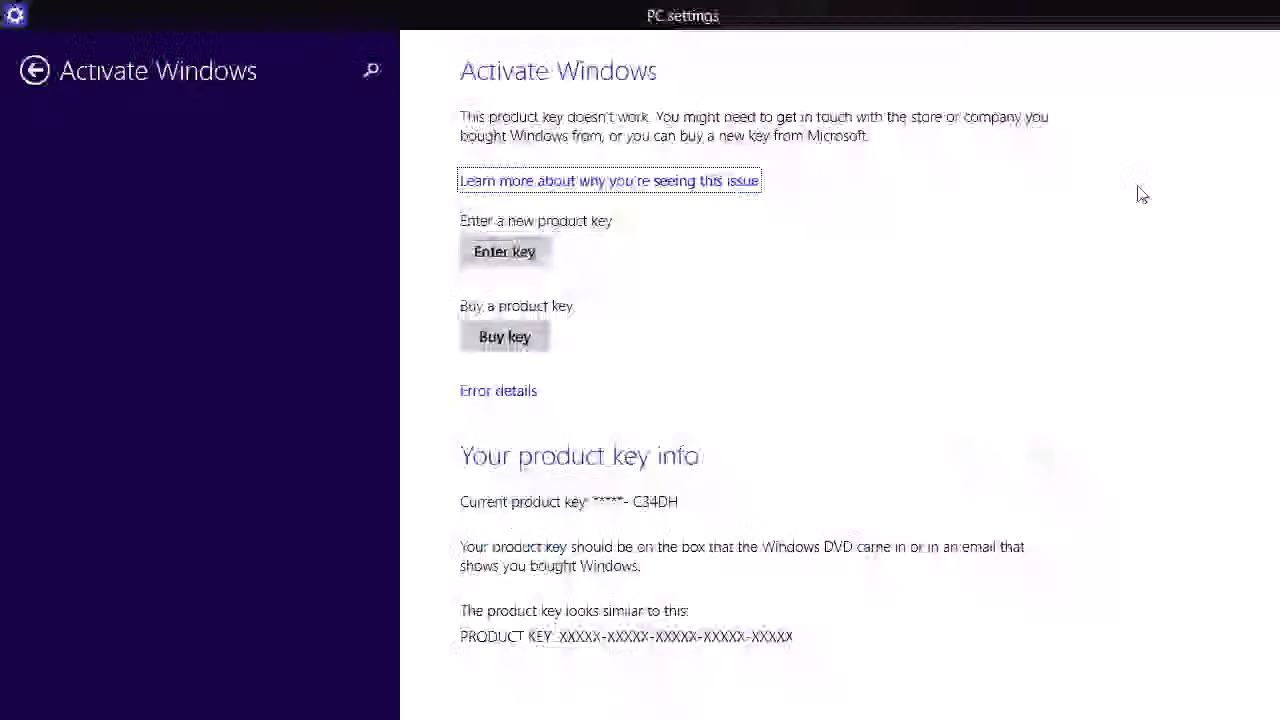 PC settings
Activate Windows
Activate Windows
This product key doesn't work. You might need to get in touch with the store or company you
bought Windows from, or you can buy a new key from Microsoft.
Learn more about why you're seeing this issue
Enter a new product key
Enter key
Buy a product key
Buy key
Error details
Your product key info
Current product key: *****- C34DH
Your product key should be on the box that the Windows DVD came in or in an email that
shows you bought Windows.
The product key looks similar to this:
PRODUCT KEY: XXXXX-XXXXX-XXXXX-XXXXX-XXXXX